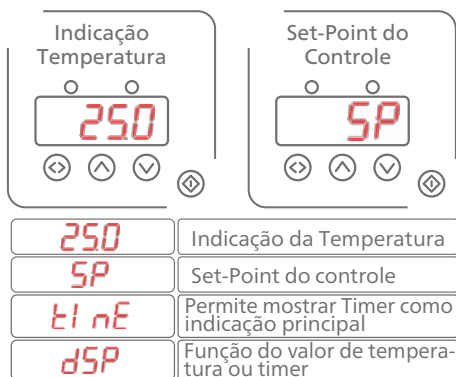 Indicação
Temperatura
Set-Point do
Controle
25.0
SP
25.0
Indicação da Temperatura
SP
Set-Point do controle
tI nE
Permite mostrar Timer como
indicação principal
dSP
Função do valor de tempera-
tura ou timer